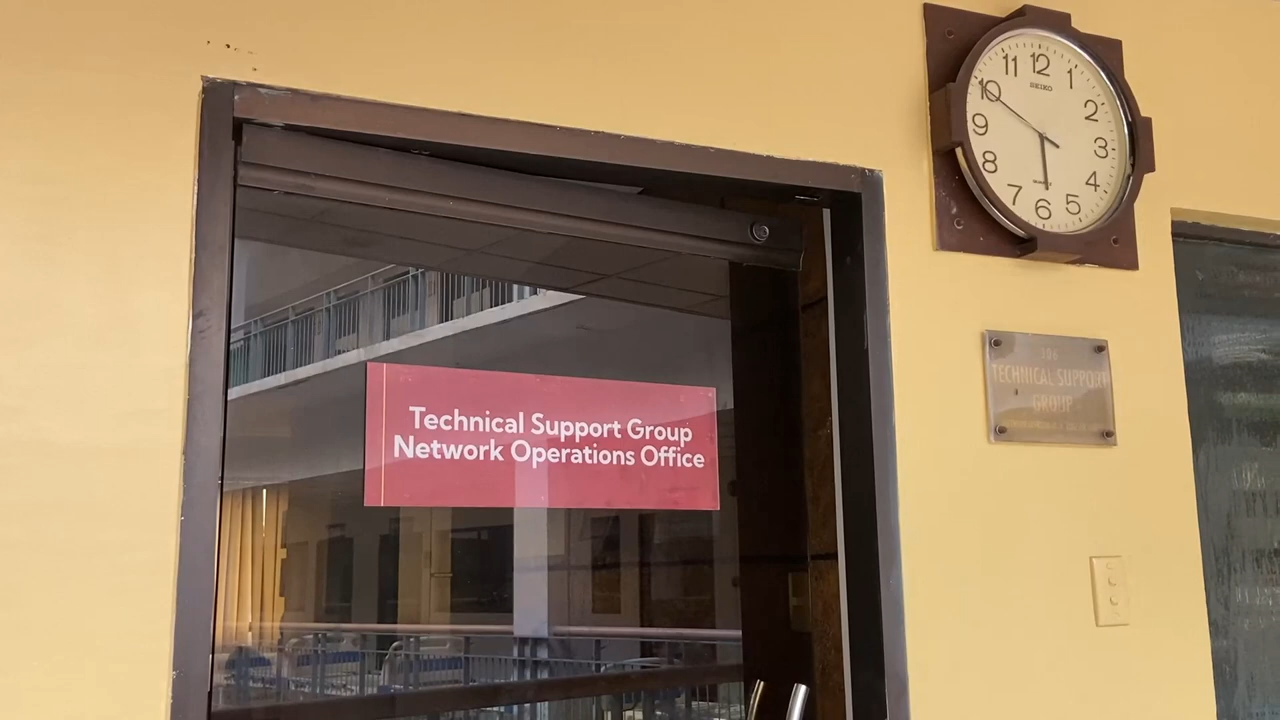 Technical Support Group
Network Operations Office
11 12 1
10 2
SEIKO
9 3
8 4
7 6 5
106
TECHNICAL SUPPORT
GROUP